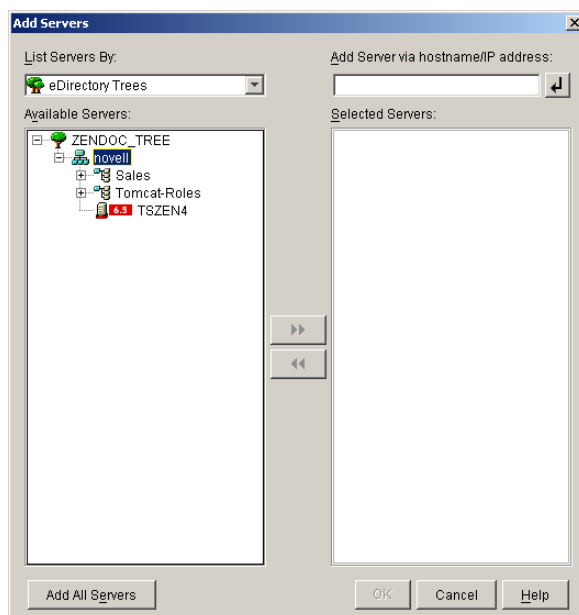 Add Servers
List Servers By:
eDirectory Trees
Add Server via hostname/IP address:
Available Servers:
ZENDOC_TREE
novell
Sales
Tomcat-Roles
6.5 TSZEN4
Selected Servers:
Add All Servers
OK
Cancel
Help